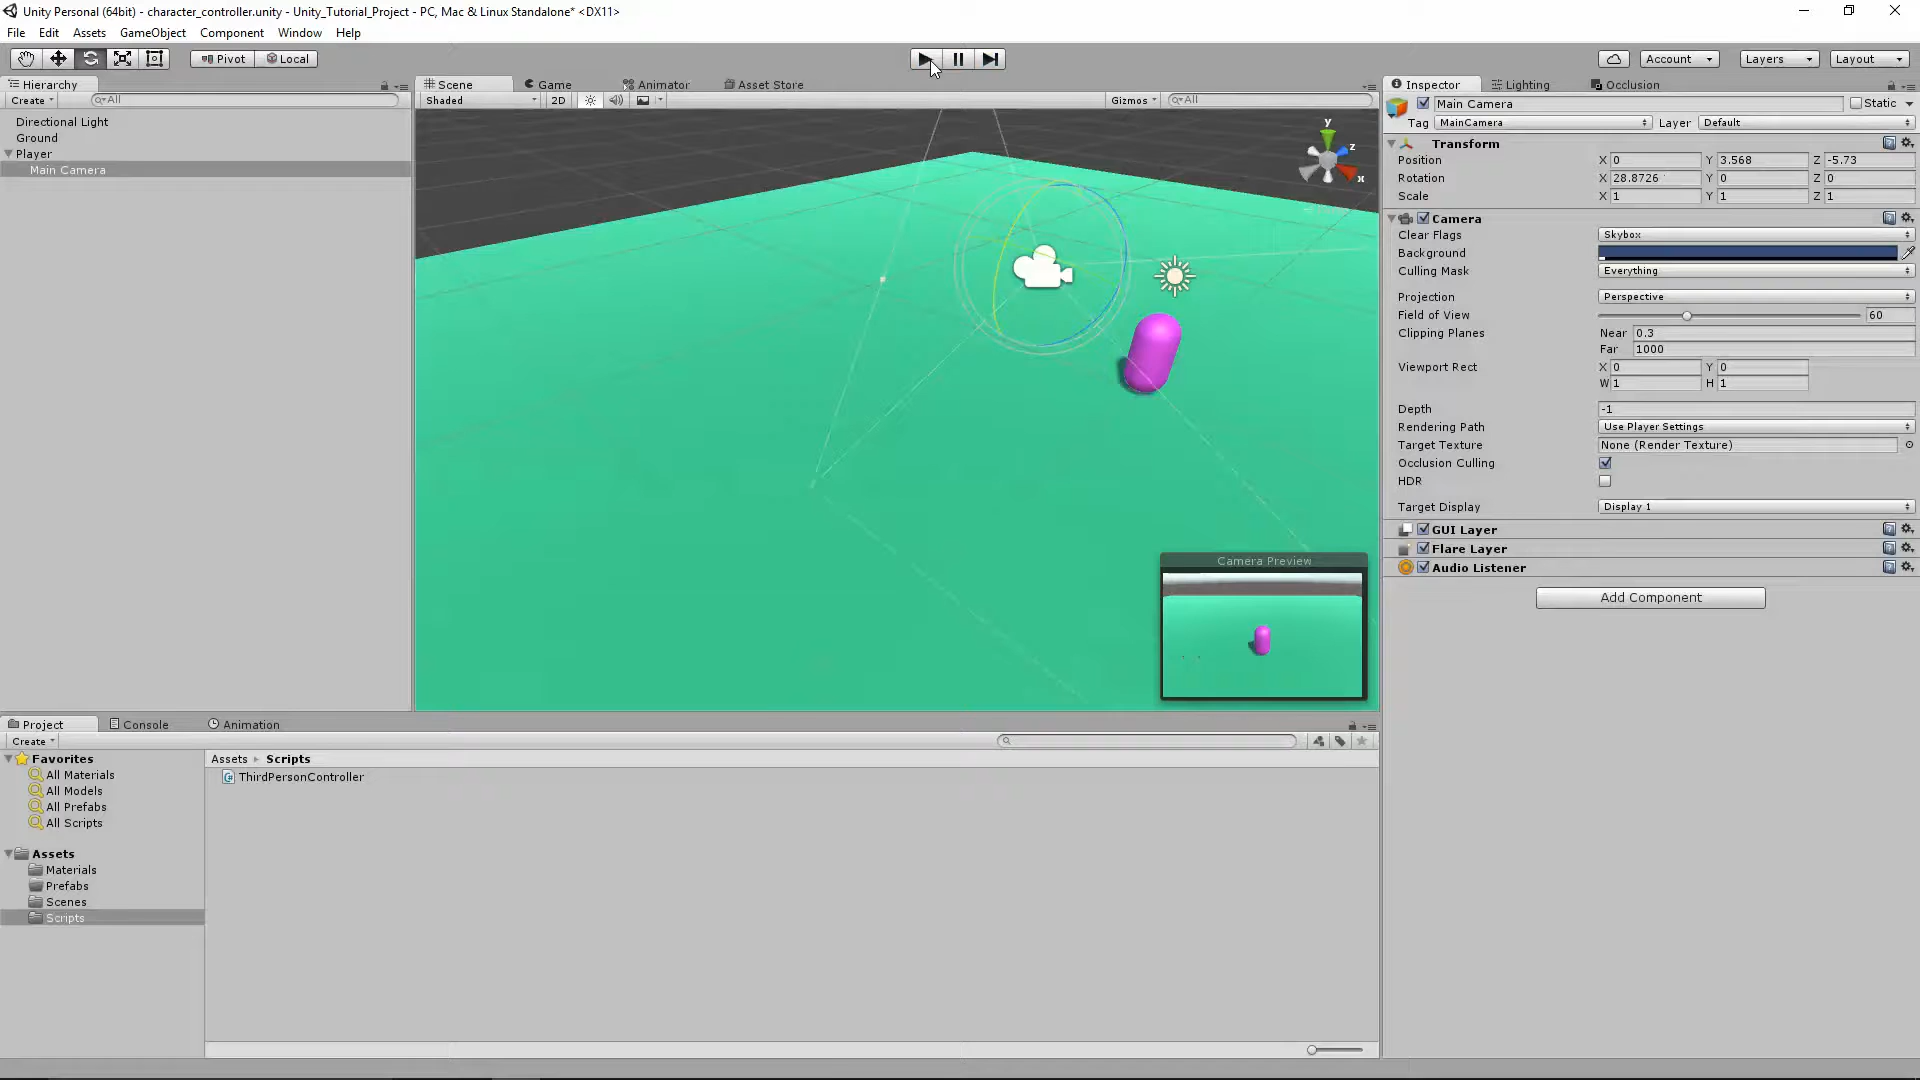 Unity Personal (64bit) - character_controller.unity - Unity_Tutorial_Project - PC, Mac & Linux Standalone* <DX11>
File Edit Assets GameObject Component Window Help
Pivot Local Account Layers Layout
Hierarchy Scene Game Animator Asset Store Inspector Lighting Occlusion
Create All Shaded 2D Gizmos All Main Camera Static
Tag MainCamera Layer Default
Directional Light
Ground
Player
Main Camera
y
z
x
Transform
Position X 0 Y 3.568 Z -5.73
Rotation X 28.8726 Y 0 Z 0
Scale X 1 Y 1 Z 1
Camera
Clear Flags Skybox
Background
Culling Mask Everything
Projection Perspective
Field of View 60
Clipping Planes Near 0.3
Far 1000
Viewport Rect X 0 Y 0
W 1 H 1
Depth -1
Rendering Path Use Player Settings
Target Texture None (Render Texture)
Occlusion Culling
HDR
Target Display Display 1
GUI Layer
Flare Layer
Audio Listener
Add Component
Camera Preview
Project Console Animation
Create
Favorites
All Materials
All Models
All Prefabs
All Scripts
Assets
Materials
Prefabs
Scenes
Scripts
Assets Scripts
ThirdPersonController